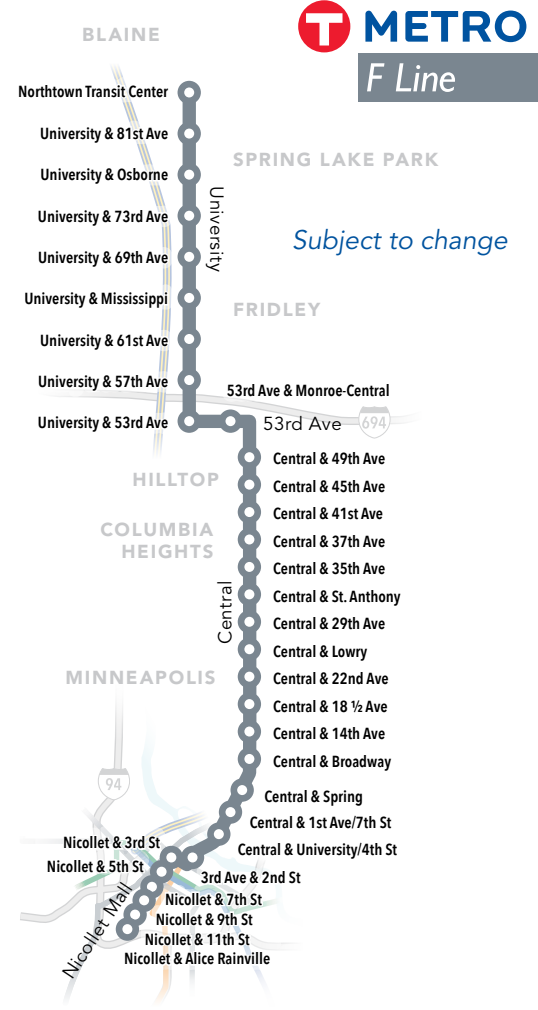 BLAINE
T METRO
F Line
Northtown Transit Center
University & 81st Ave
SPRING LAKE PARK
University & Osborne
University & 73rd Ave
University
Subject to change
University & 69th Ave
University & Mississippi
FRIDLEY
University & 61st Ave
University & 57th Ave
53rd Ave & Monroe-Central
University & 53rd Ave
53rd Ave
694
Central & 49th Ave
HILLTOP
Central & 45th Ave
Central & 41st Ave
COLUMBIA
HEIGHTS
Central & 37th Ave
Central & 35th Ave
Central
Central & St. Anthony
Central & 29th Ave
Central & Lowry
MINNEAPOLIS
Central & 22nd Ave
Central & 18 ½ Ave
Central & 14th Ave
Central & Broadway
94
Central & Spring
Central & 1st Ave/7th St
Nicollet & 3rd St
Central & University/4th St
Nicollet & 5th St
3rd Ave & 2nd St
Nicollet Mall
Nicollet & 7th St
Nicollet & 9th St
Nicollet & 11th St
Nicollet & Alice Rainville